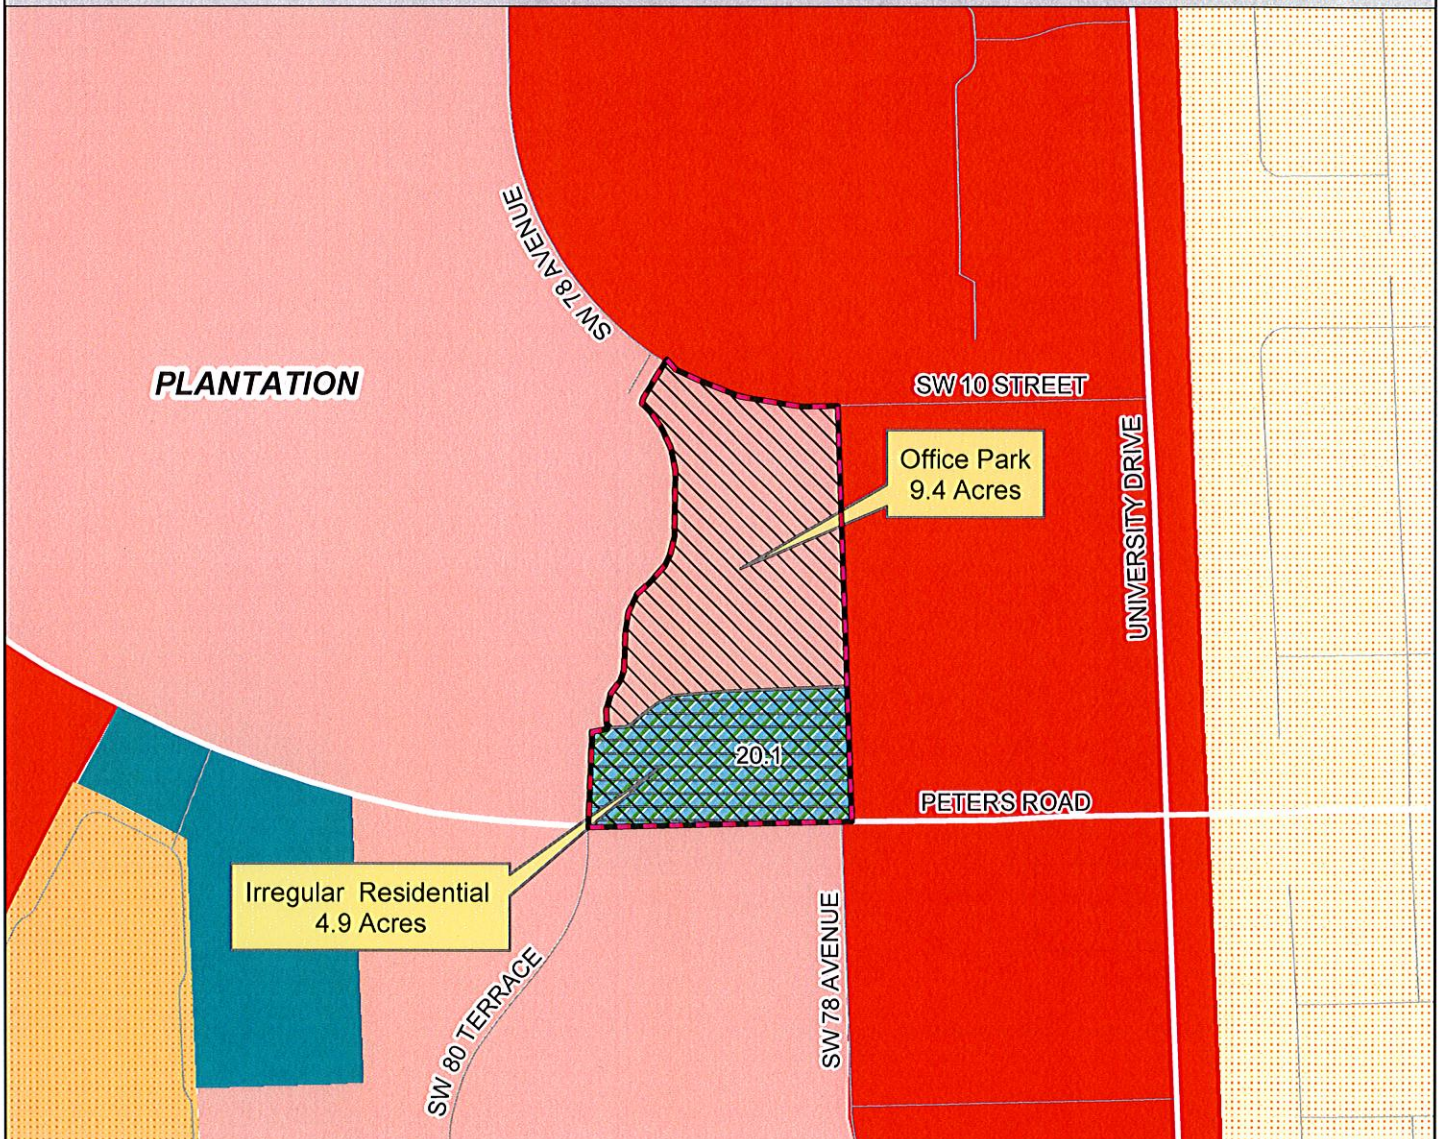 SW 78 AVENUE
PLANTATION
SW 10 STREET
Office Park
9.4 Acres
UNIVERSITY DRIVE
20.1
PETERS ROAD
Irregular  Residential
4.9 Acres
SW 78 AVENUE
SW 80 TERRACE